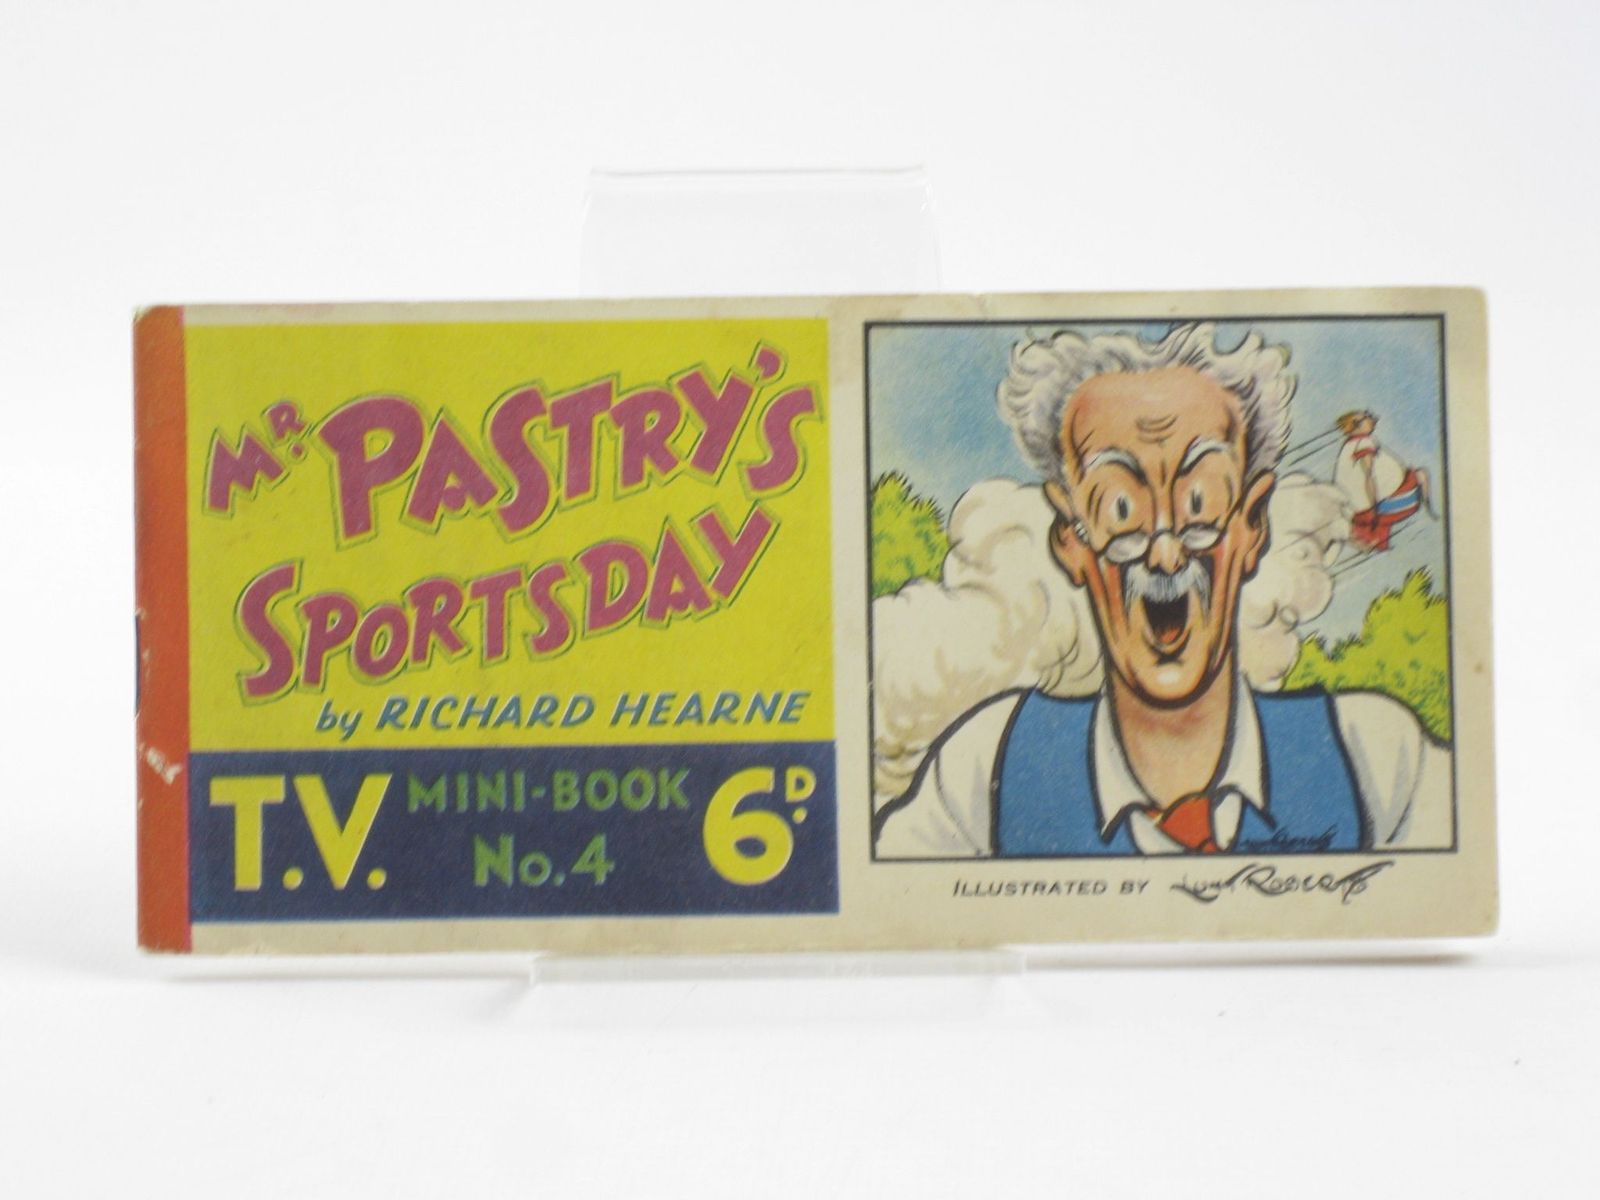 MR. PASTRY'S
SPORTSDAY
by RICHARD HEARNE
T.V. MINI-BOOK No. 4 6D.
ILLUSTRATED BY